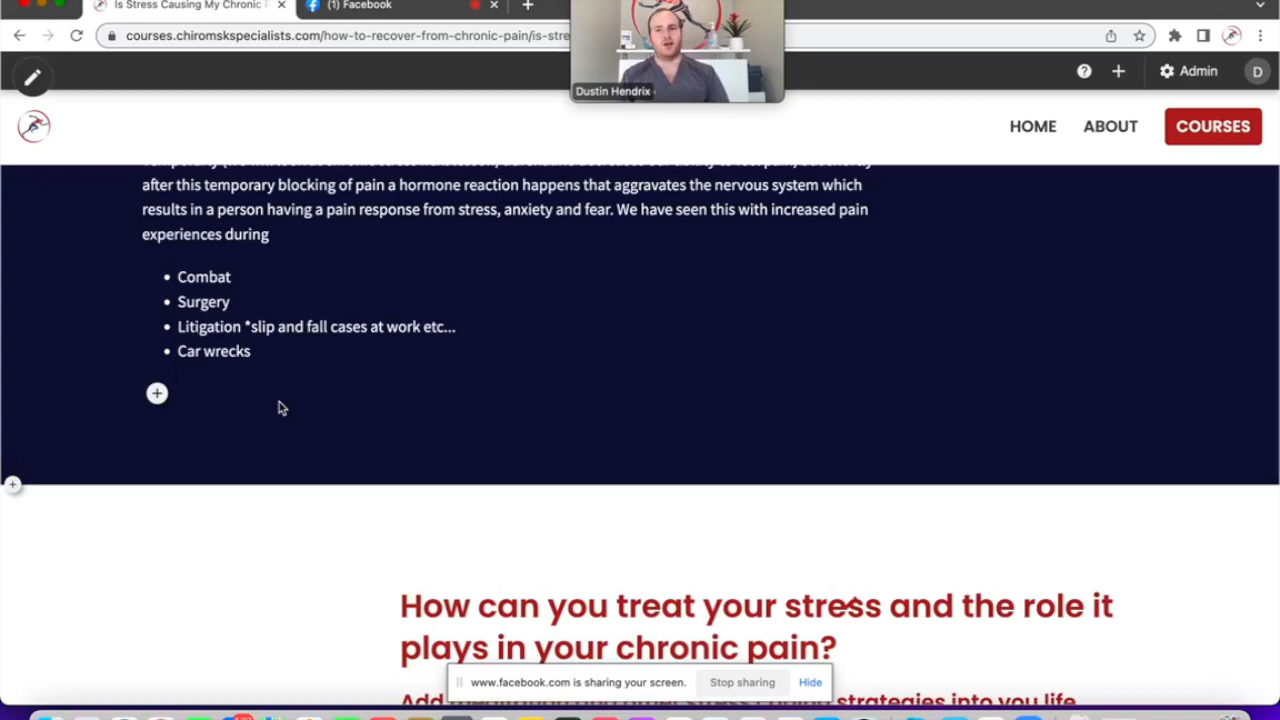 Is Stress Causing My Chronic
(1) Facebook
courses.chiromskspecialists.com/how-to-recover-from-chronic-pain/is-stre
Dustin Hendrix
Admin
D
HOME ABOUT COURSES
after this temporary blocking of pain a hormone reaction happens that aggravates the nervous system which
results in a person having a pain response from stress, anxiety and fear. We have seen this with increased pain
experiences during
• Combat
• Surgery
• Litigation *slip and fall cases at work etc...
• Car wrecks
How can you treat your stress and the role it
plays in your chronic pain?
www.facebook.com is sharing your screen. Stop sharing Hide
strategies into you life